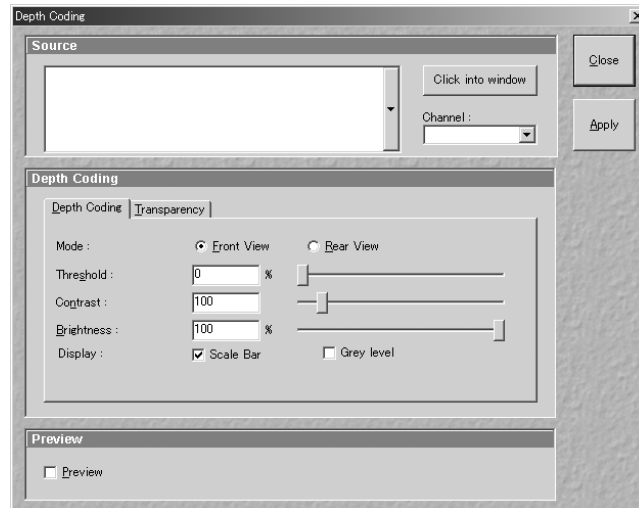 Depth Coding
Source
Click into window
Channel :
Close
Apply
Depth Coding
Depth Coding Transparency
Mode : Front View Rear View
Threshold : 0 %
Contrast : 100
Brightness : 100 %
Display : Scale Bar Grey level
Preview
Preview